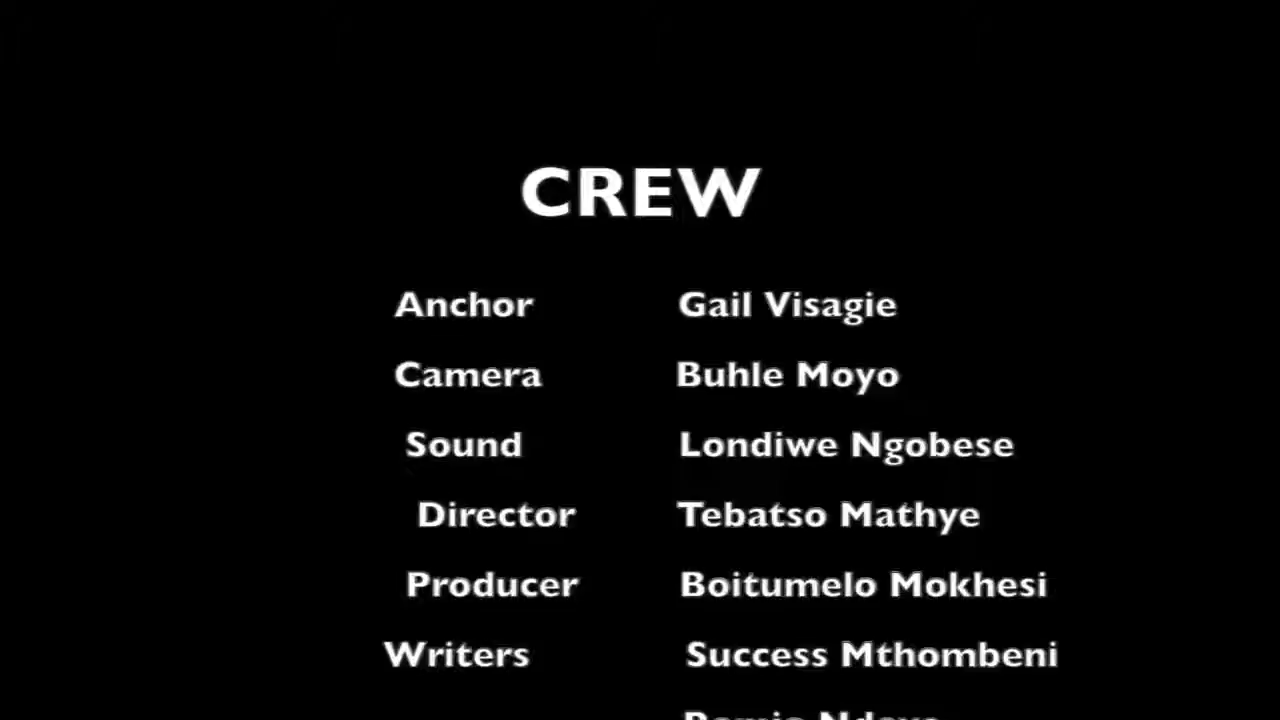 CREW
Anchor Gail Visagie
Camera Buhle Moyo
Sound Londiwe Ngobese
Director Tebatso Mathye
Producer Boitumelo Mokhesi
Writers Success Mthombeni